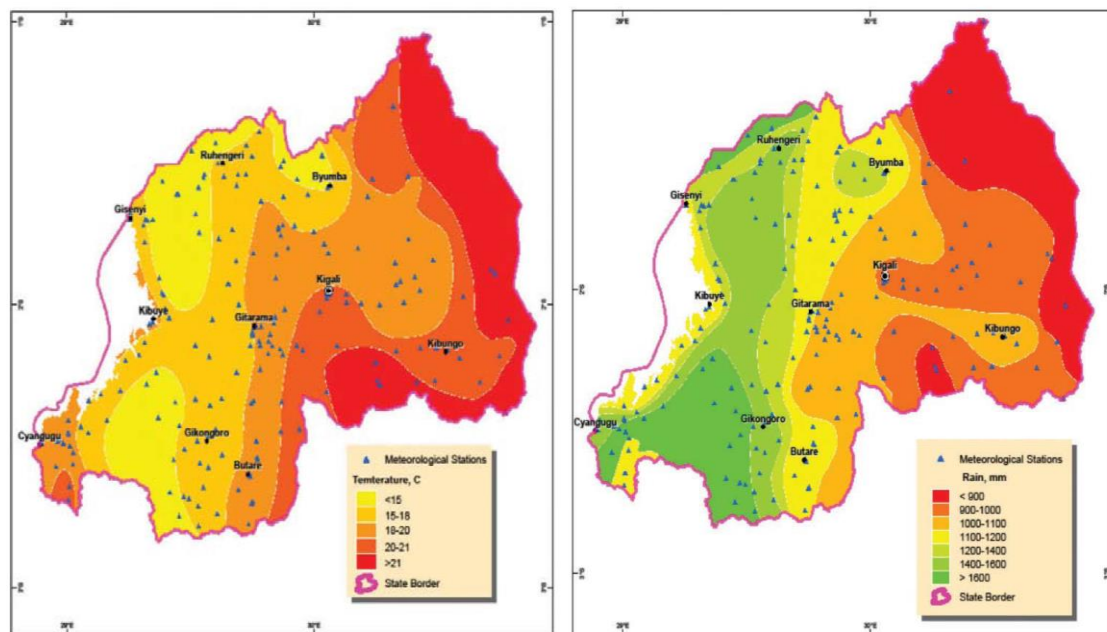 Ruhengeri
Byumba
Gisenyi
Kigali
Kibuye
Gitarama
Kibungo
Cyangugu
Gikongoro
Butare
Meteorological Stations
Temterature, C
<15
15-18
18-20
20-21
>21
State Border
Ruhengeri
Byumba
Gisenyi
Kigali
Kibuye
Gitarama
Kibungo
Cyangugu
Gikongoro
Butare
Meteorological Stations
Rain, mm
< 900
900-1000
1000-1100
1100-1200
1200-1400
1400-1600
> 1600
State Border